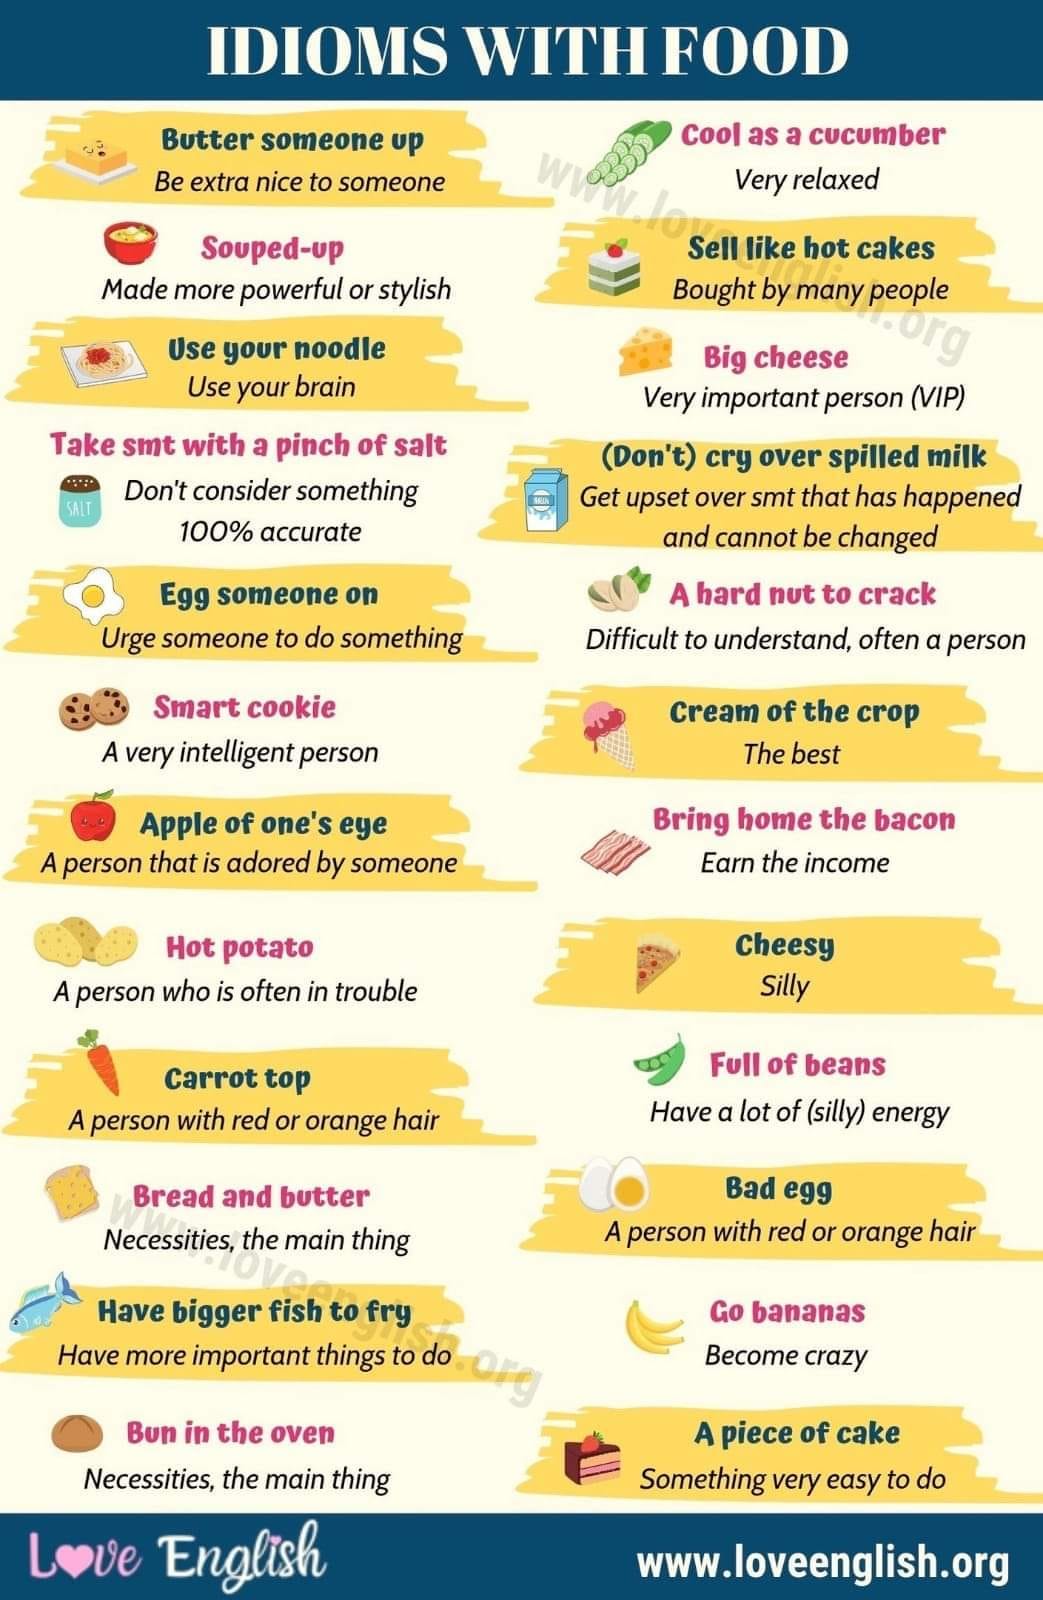 IDIOMS WITH FOOD
Butter someone up
Be extra nice to someone
Souped-up
Made more powerful or stylish
Use your noodle
Use your brain
Take smt with a pinch of salt
SALT
Don't consider something
100% accurate
Egg someone on
Urge someone to do something
Smart cookie
A very intelligent person
Apple of one's eye
A person that is adored by someone
Hot potato
A person who is often in trouble
Carrot top
A person with red or orange hair
Bread and butter
Necessities, the main thing
Have bigger fish to fry
Have more important things to do
Bun in the oven
Necessities, the main thing
Cool as a cucumber
Very relaxed
Sell like hot cakes
Bought by many people
Big cheese
Very important person (VIP)
(Don't) cry over spilled milk
Get upset over smt that has happened
and cannot be changed
A hard nut to crack
Difficult to understand, often a person
Cream of the crop
The best
Bring home the bacon
Earn the income
Cheesy
Silly
Full of beans
Have a lot of (silly) energy
Bad egg
A person with red or orange hair
Go bananas
Become crazy
A piece of cake
Something very easy to do
www.loveenglish.org
www.loveenglish.org
Love English
www.loveenglish.org